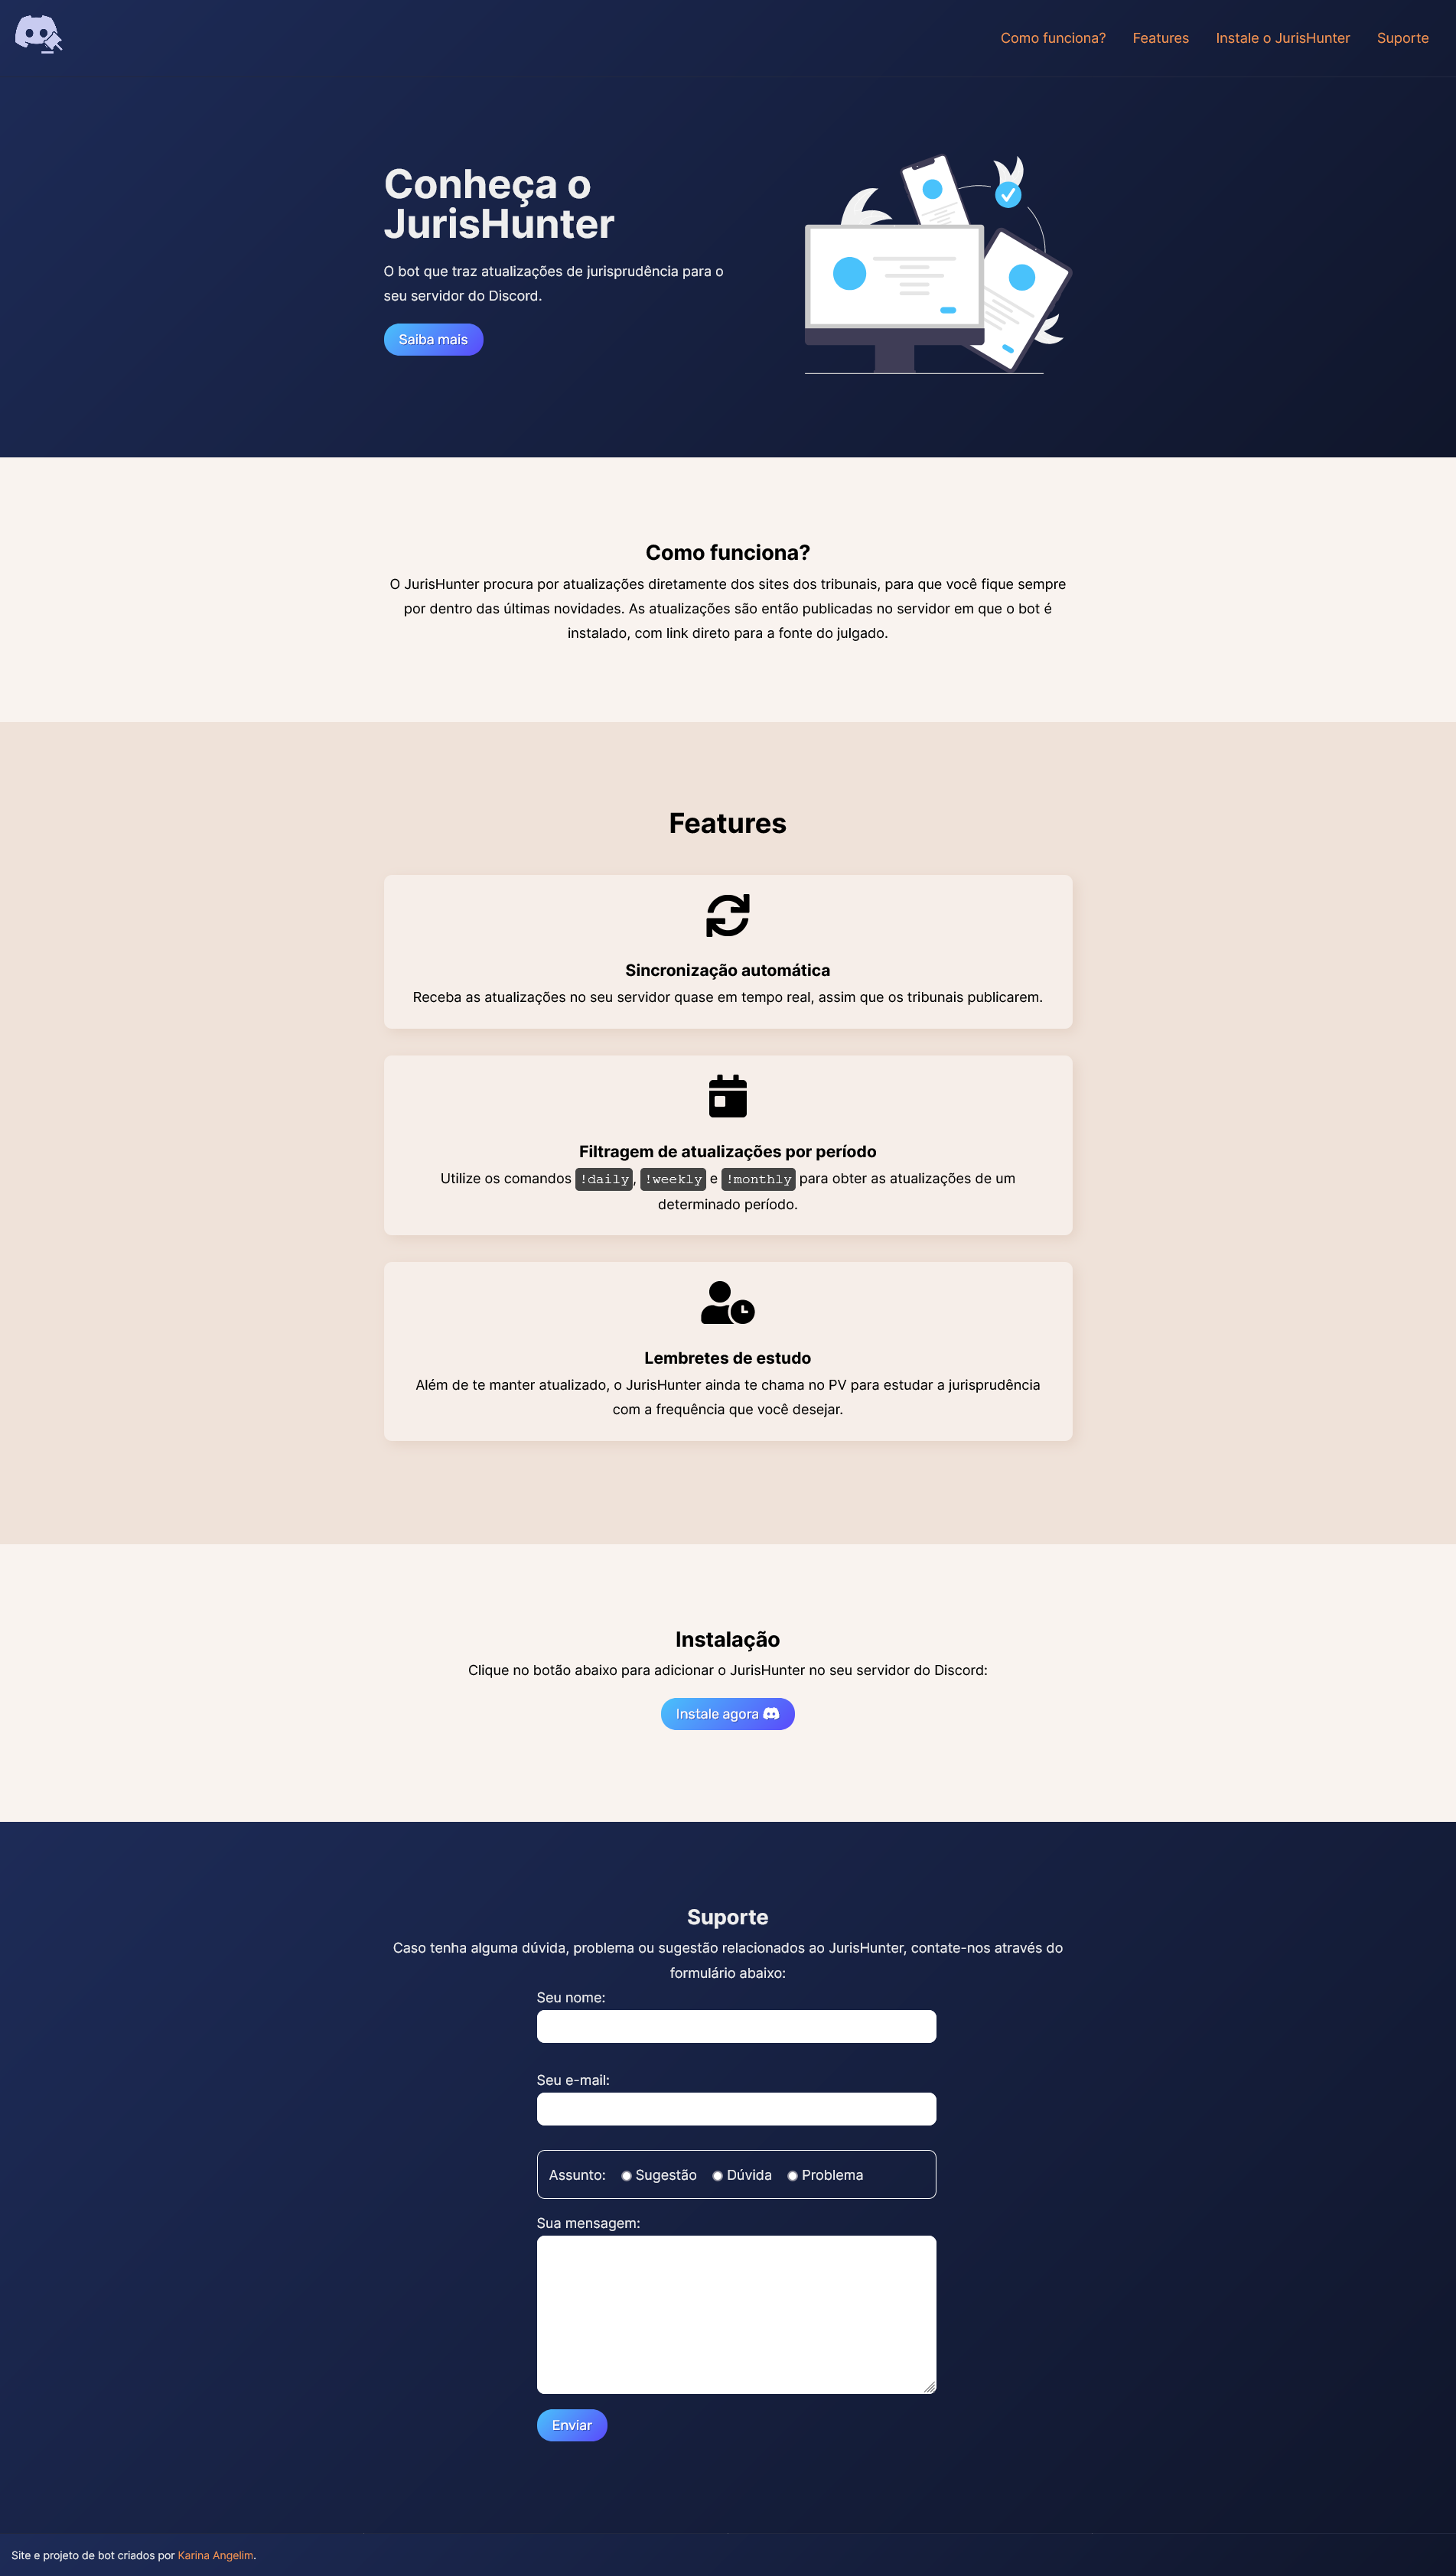 Como funciona? Features Instale o JurisHunter Suporte
Conheça o
JurisHunter
O bot que traz atualizações de jurisprudência para o
seu servidor do Discord.
Saiba mais
Como funciona?
O JurisHunter procura por atualizações diretamente dos sites dos tribunais, para que você fique sempre
por dentro das últimas novidades. As atualizações são então publicadas no servidor em que o bot é
instalado, com link direto para a fonte do julgado.
Features
Sincronização automática
Receba as atualizações no seu servidor quase em tempo real, assim que os tribunais publicarem.
Filtragem de atualizações por período
Utilize os comandos !daily, !weekly e !monthly para obter as atualizações de um
determinado período.
Lembretes de estudo
Além de te manter atualizado, o JurisHunter ainda te chama no PV para estudar a jurisprudência
com a frequência que você desejar.
Instalação
Clique no botão abaixo para adicionar o JurisHunter no seu servidor do Discord:
Instale agora
Suporte
Caso tenha alguma dúvida, problema ou sugestão relacionados ao JurisHunter, contate-nos através do
formulário abaixo:
Seu nome:
Seu e-mail:
Assunto: Sugestão Dúvida Problema
Sua mensagem:
Enviar
Site e projeto de bot criados por Karina Angelim.